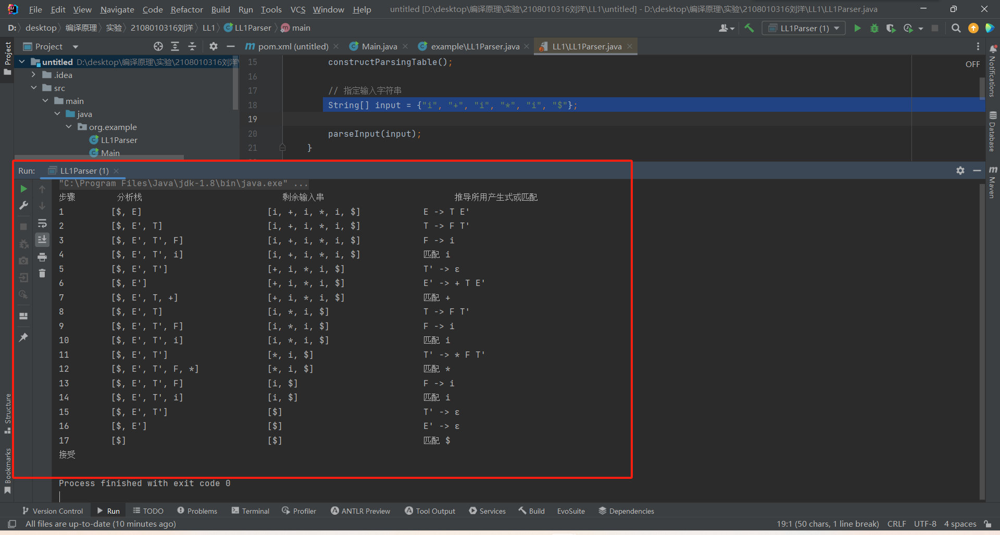 File Edit View Navigate Code Refactor Build Run Tools VCS Window Help untitled [D:\desktop\编译原理\实验\2108010316刘洋\LL1\untitled] - D:\desktop\编译原理\实验\2108010316刘洋\LL1\LL1Parser.java
D: desktop 编译原理 实验 2108010316刘洋 LL1 LL1Parser main LL1Parser (1)
Project pom.xml (untitled) Main.java example\LL1Parser.java LL1\LL1Parser.java
Project
Notifications
Database
Maven
Structure
Bookmarks
untitled D:\desktop\编译原理\实验\2108010316刘洋
.idea
src
main
java
org.example
LL1Parser
Main
OFF
15 constructParsingTable();
16
17 // 指定输入字符串
18 String[] input = {"i", "+", "i", "*", "i", "$"};
19
20 parseInput(input);
21 }
Run: LL1Parser (1)
"C:\Program Files\Java\jdk-1.8\bin\java.exe" ...
步骤 分析栈 剩余输入串 推导所用产生式或匹配
1 [$, E] [i, +, i, *, i, $] E -> T E'
2 [$, E', T] [i, +, i, *, i, $] T -> F T'
3 [$, E', T', F] [i, +, i, *, i, $] F -> i
4 [$, E', T', i] [i, +, i, *, i, $] 匹配 i
5 [$, E', T'] [+, i, *, i, $] T' -> ε
6 [$, E'] [+, i, *, i, $] E' -> + T E'
7 [$, E', T, +] [+, i, *, i, $] 匹配 +
8 [$, E', T] [i, *, i, $] T -> F T'
9 [$, E', T', F] [i, *, i, $] F -> i
10 [$, E', T', i] [i, *, i, $] 匹配 i
11 [$, E', T'] [*, i, $] T' -> * F T'
12 [$, E', T', F, *] [*, i, $] 匹配 *
13 [$, E', T', F] [i, $] F -> i
14 [$, E', T', i] [i, $] 匹配 i
15 [$, E', T'] [$] T' -> ε
16 [$, E'] [$] E' -> ε
17 [$] [$] 匹配 $
接受
Process finished with exit code 0
Version Control Run TODO Problems Terminal Profiler ANTLR Preview Tool Output Services Build EvoSuite Dependencies
All files are up-to-date (10 minutes ago) 19:1 (50 chars, 1 line break) CRLF UTF-8 4 spaces